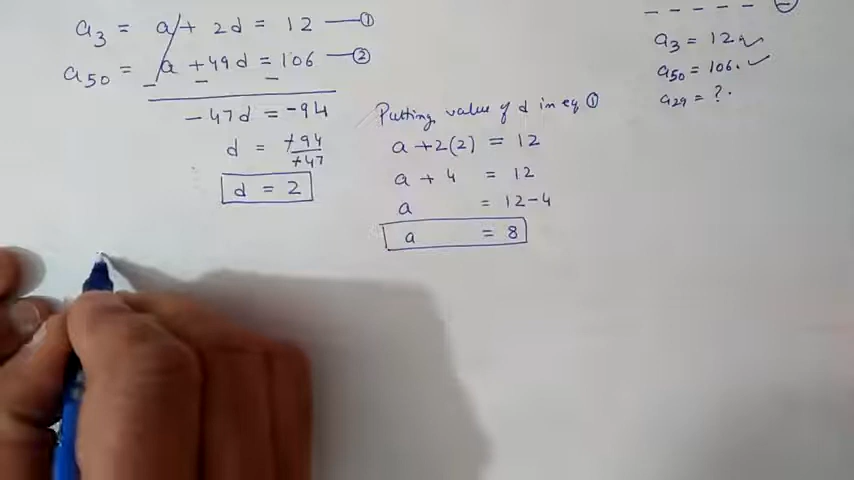 a3 = a + 2d = 12 —①
a50 = a + 49d = 106 —②
− − −
-47d = -94
d = +94/+47
d = 2
Putting value of d in eq ①
a + 2(2) = 12
a + 4 = 12
a = 12-4
a = 8
a3 = 12 ✓
a50 = 106. ✓
a29 = ?.